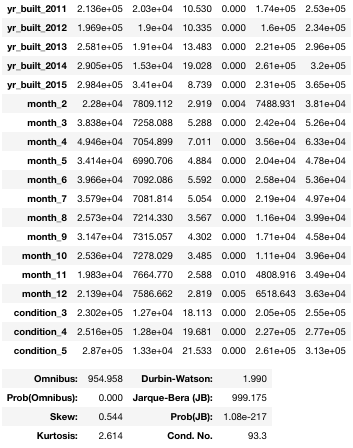 yr_built_2011 2.136e+05 2.03e+04 10.530 0.000 1.74e+05 2.53e+05
yr_built_2012 1.969e+05 1.9e+04 10.335 0.000 1.6e+05 2.34e+05
yr_built_2013 2.581e+05 1.91e+04 13.483 0.000 2.21e+05 2.96e+05
yr_built_2014 2.905e+05 1.53e+04 19.028 0.000 2.61e+05 3.2e+05
yr_built_2015 2.984e+05 3.41e+04 8.739 0.000 2.31e+05 3.65e+05
month_2 2.28e+04 7809.112 2.919 0.004 7488.931 3.81e+04
month_3 3.838e+04 7258.088 5.288 0.000 2.42e+04 5.26e+04
month_4 4.946e+04 7054.899 7.011 0.000 3.56e+04 6.33e+04
month_5 3.414e+04 6990.706 4.884 0.000 2.04e+04 4.78e+04
month_6 3.966e+04 7092.086 5.592 0.000 2.58e+04 5.36e+04
month_7 3.579e+04 7081.814 5.054 0.000 2.19e+04 4.97e+04
month_8 2.573e+04 7214.330 3.567 0.000 1.16e+04 3.99e+04
month_9 3.147e+04 7315.057 4.302 0.000 1.71e+04 4.58e+04
month_10 2.536e+04 7278.029 3.485 0.000 1.11e+04 3.96e+04
month_11 1.983e+04 7664.770 2.588 0.010 4808.916 3.49e+04
month_12 2.139e+04 7586.662 2.819 0.005 6518.643 3.63e+04
condition_3 2.302e+05 1.27e+04 18.113 0.000 2.05e+05 2.55e+05
condition_4 2.516e+05 1.28e+04 19.681 0.000 2.27e+05 2.77e+05
condition_5 2.87e+05 1.33e+04 21.533 0.000 2.61e+05 3.13e+05
Omnibus: 954.958 Durbin-Watson: 1.990
Prob(Omnibus): 0.000 Jarque-Bera (JB): 999.175
Skew: 0.544 Prob(JB): 1.08e-217
Kurtosis: 2.614 Cond. No. 93.3